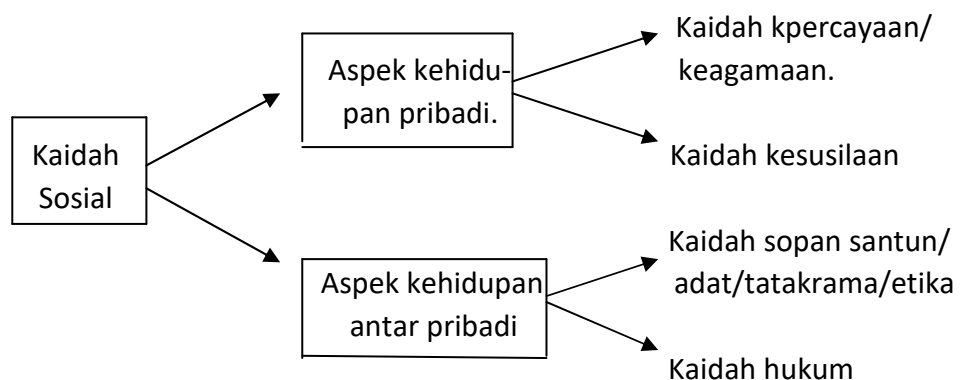 Kaidah
Sosial
Aspek kehidu-
pan pribadi.
Kaidah kpercayaan/
keagamaan.
Kaidah kesusilaan
Aspek kehidupan
antar pribadi
Kaidah sopan santun/
adat/tatakrama/etika
Kaidah hukum